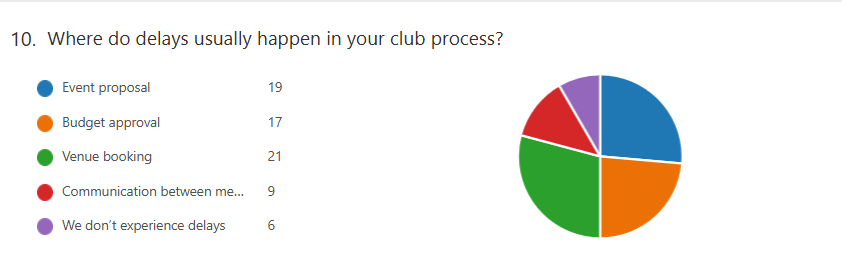 10. Where do delays usually happen in your club process?
Event proposal 19
Budget approval 17
Venue booking 21
Communication between me... 9
We don't experience delays 6